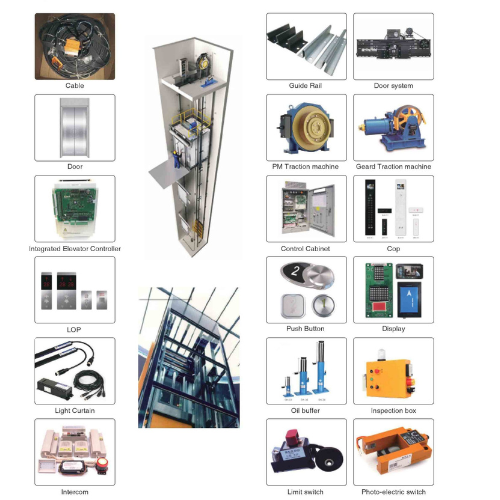 Cable
Guide Rail
Door system
Door
PM Traction machine
Geard Traction machine
Integrated Elevator Controller
Control Cabinet
Cop
LOP
2
Push Button
Display
Light Curtain
Oil buffer
Inspection box
Intercom
Limit switch
Photo-electric switch